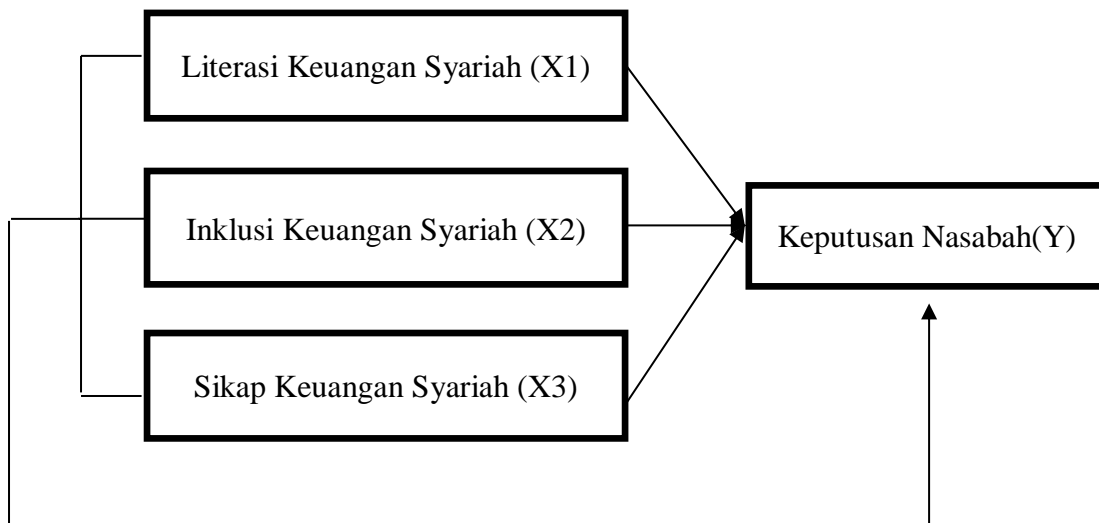 Literasi Keuangan Syariah (X1)
Inklusi Keuangan Syariah (X2)
Keputusan Nasabah(Y)
Sikap Keuangan Syariah (X3)